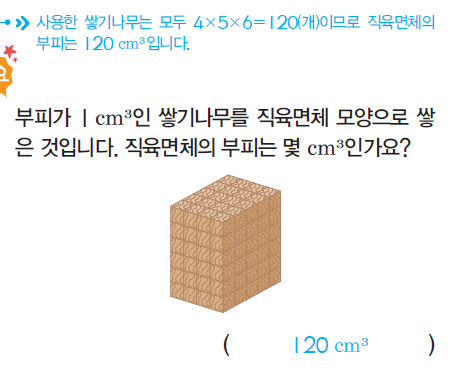 사용한 쌓기나무는 모두 4×5×6=120(개)이므로 직육면체의
부피는 120 cm³입니다.
요
부피가 1 cm³인 쌓기나무를 직육면체 모양으로 쌓
은 것입니다. 직육면체의 부피는 몇 cm³인가요?
( 120 cm³ )